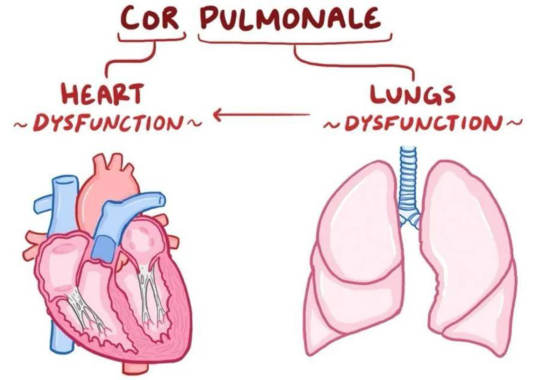 COR PULMONALE
HEART
~DYSFUNCTION~
LUNGS
~DYSFUNCTION~